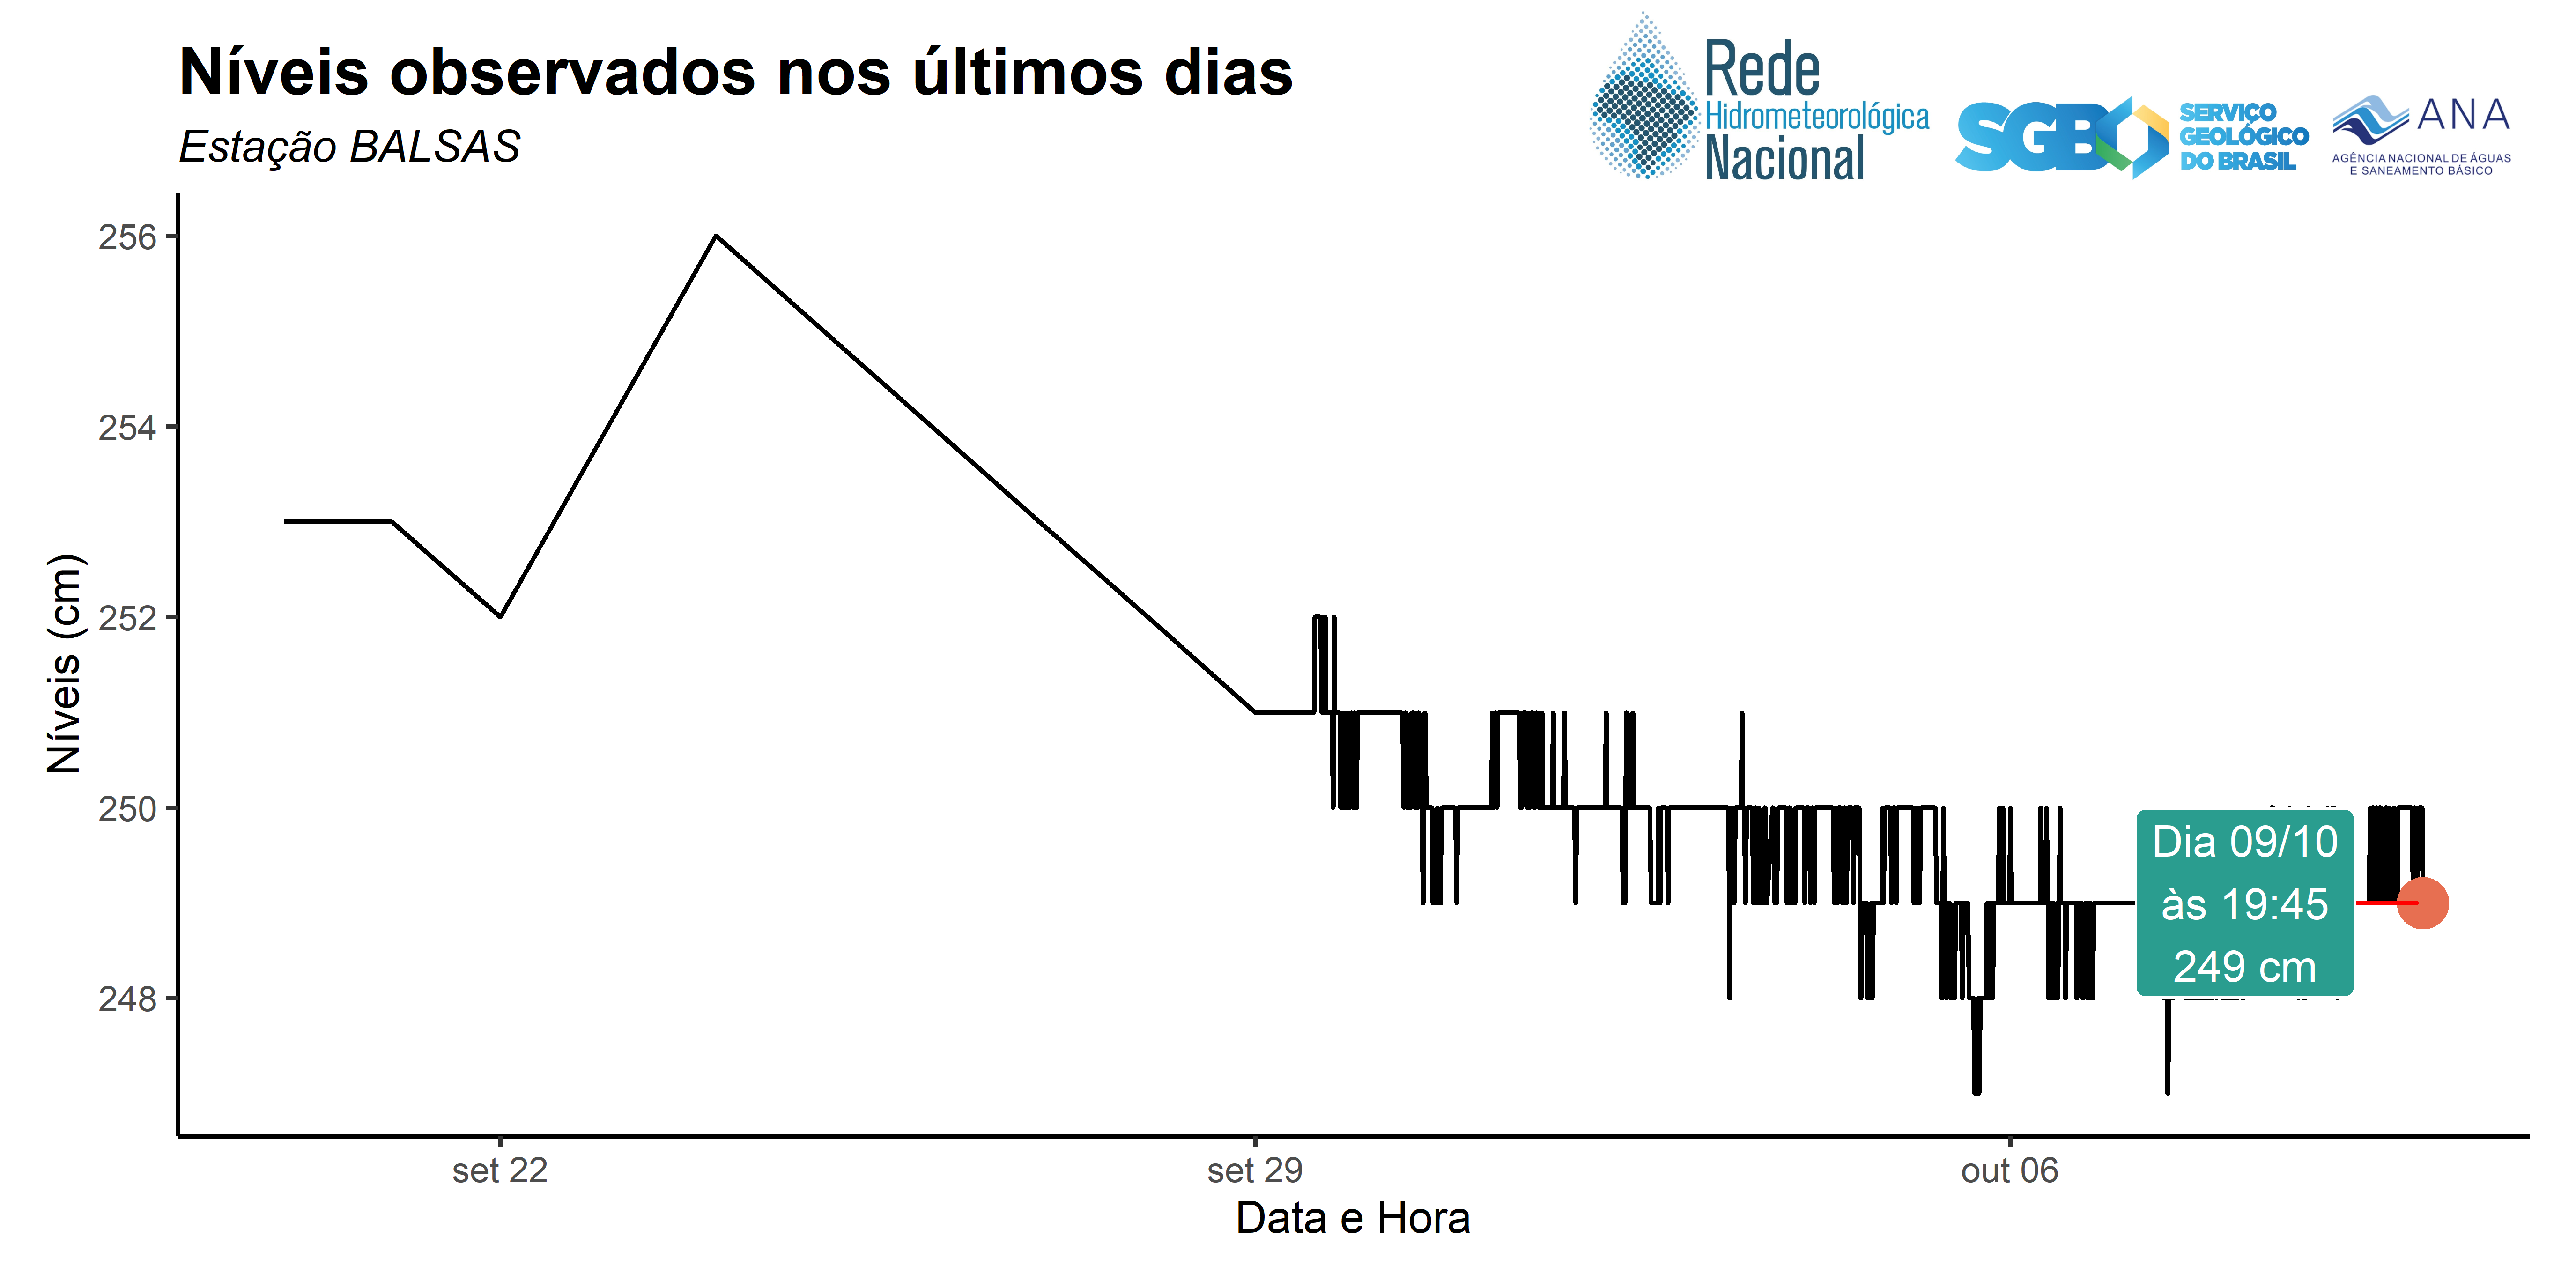 Níveis observados nos últimos dias
Estação BALSAS
Rede
Hidrometeorológica
Nacional
SGB
SERVIÇO
GEOLÓGICO
DO BRASIL
ANA
AGÊNCIA NACIONAL DE ÁGUAS
E SANEAMENTO BÁSICO
Níveis (cm)
256
254
252
250
248
Dia 09/10
às 19:45
249 cm
set 22
set 29
out 06
Data e Hora